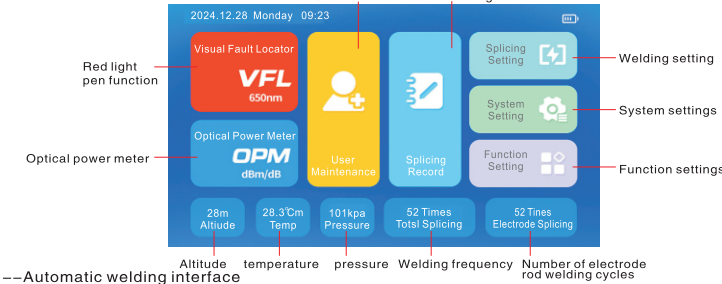 2024.12.28 Monday 09:23
Visual Fault Locator
VFL
650nm
Optical Power Meter
OPM
dBm/dB
User
Maintenance
Splicing
Record
Splicing
Setting
System
Setting
Function
Setting
Red light
pen function
Optical power meter
Welding setting
System settings
Function settings
28m
Altiude
28.3℃m
Temp
101kpa
Pressure
52 Times
Totsl Splicing
52 Tines
Electrode Splicing
Altitude
temperature
pressure
Welding frequency
Number of electrode
rod welding cycles
––Automatic welding interface